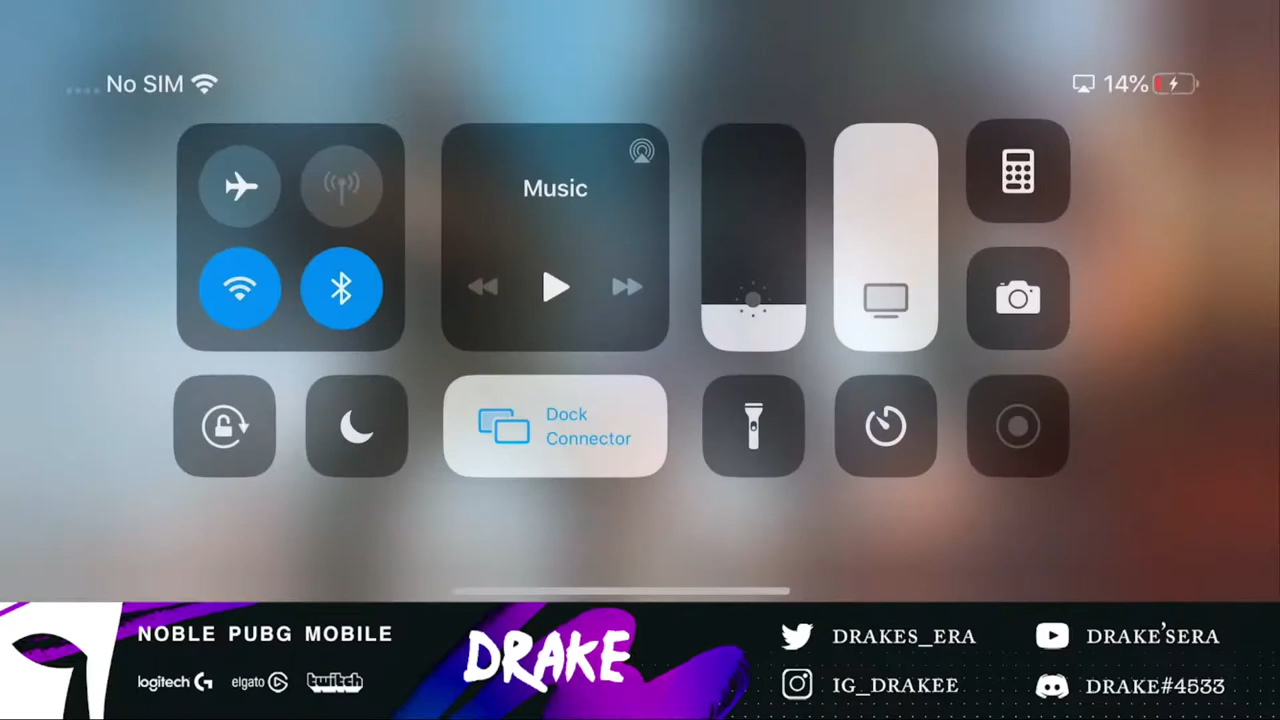 No SIM
14%
Music
Dock
Connector
NOBLE PUBG MOBILE
logitech G
elgato
twitch
DRAKE
DRAKES_ERA
IG_DRAKEE
DRAKE'SERA
DRAKE#4533